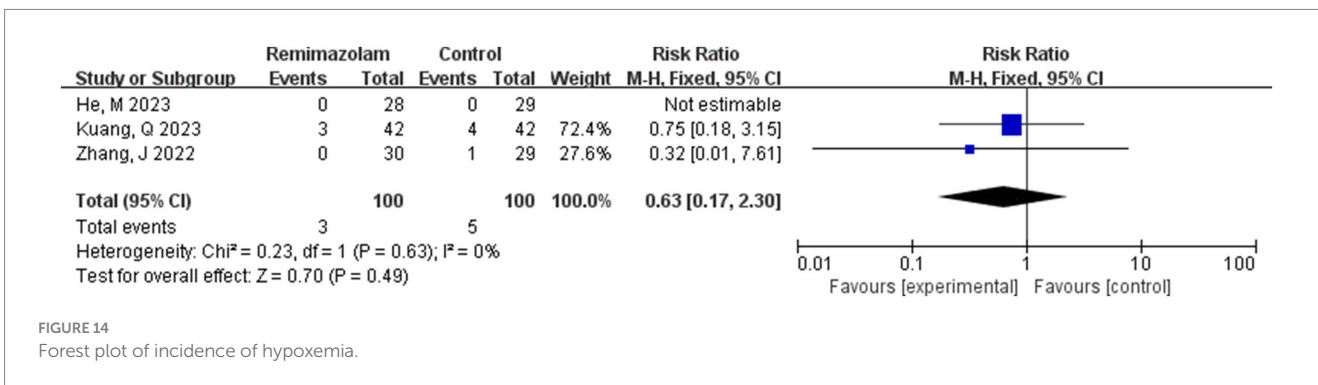 Remimazolam Control Risk Ratio Risk Ratio
Study or Subgroup Events Total Events Total Weight M-H, Fixed, 95% CI M-H, Fixed, 95% CI
He, M 2023 0 28 0 29 Not estimable
Kuang, Q 2023 3 42 4 42 72.4% 0.75 [0.18, 3.15]
Zhang, J 2022 0 30 1 29 27.6% 0.32 [0.01, 7.61]
Total (95% CI) 100 100 100.0% 0.63 [0.17, 2.30]
Total events 3 5
Heterogeneity: Chi² = 0.23, df = 1 (P = 0.63); I² = 0%
Test for overall effect: Z = 0.70 (P = 0.49)
0.01 0.1 1 10 100
Favours [experimental] Favours [control]
FIGURE 14
Forest plot of incidence of hypoxemia.